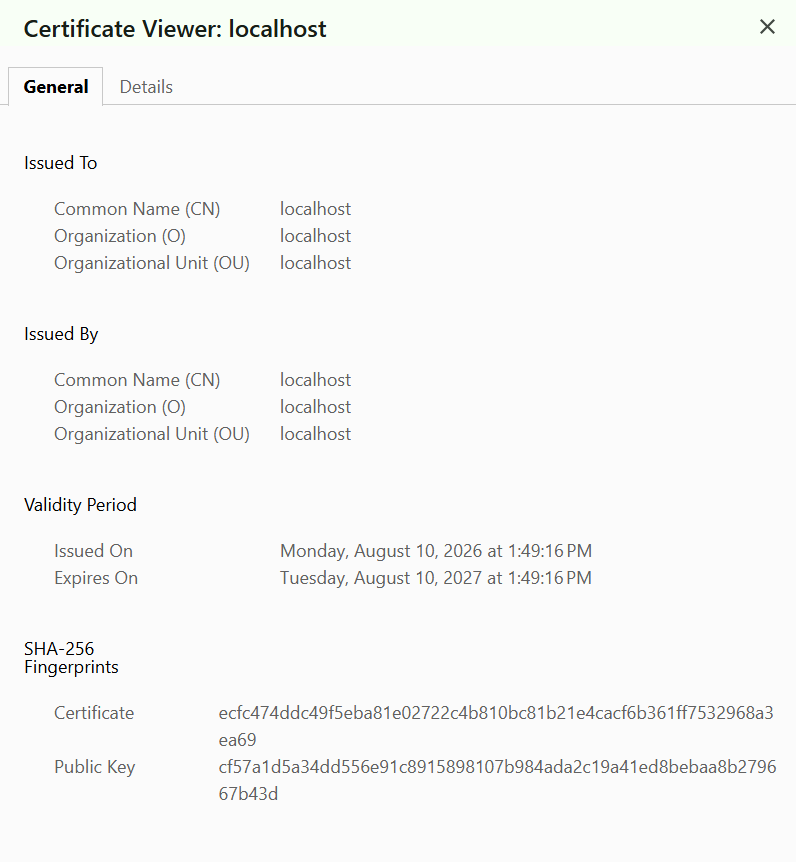 Certificate Viewer: localhost
General Details
Issued To
Common Name (CN) localhost
Organization (O) localhost
Organizational Unit (OU) localhost
Issued By
Common Name (CN) localhost
Organization (O) localhost
Organizational Unit (OU) localhost
Validity Period
Issued On Monday, August 10, 2026 at 1:49:16 PM
Expires On Tuesday, August 10, 2027 at 1:49:16 PM
SHA-256
Fingerprints
Certificate ecfc474ddc49f5eba81e02722c4b810bc81b21e4cacf6b361ff7532968a3
ea69
Public Key cf57a1d5a34dd556e91c8915898107b984ada2c19a41ed8bebaa8b2796
67b43d